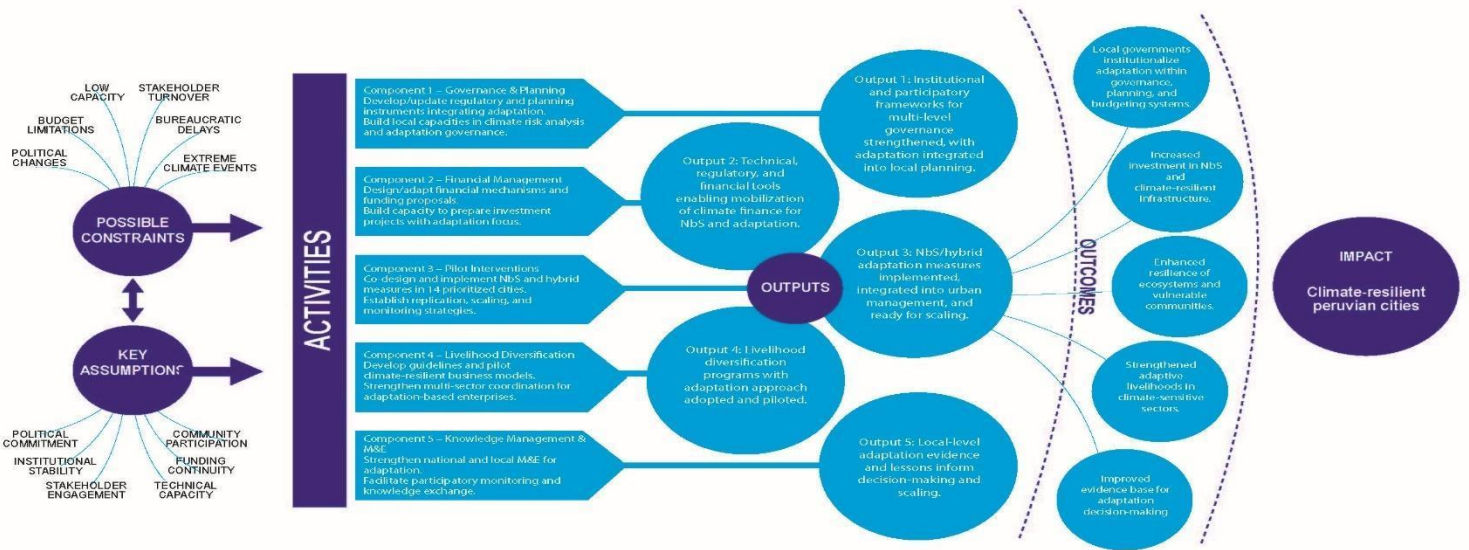 LOW
CAPACITY
STAKEHOLDER
TURNOVER
BUDGET
LIMITATIONS
BUREAUCRATIC
DELAYS
POLITICAL
CHANGES
EXTREME
CLIMATE EVENTS
POSSIBLE
CONSTRAINTS
KEY
ASSUMPTIONS
POLITICAL
COMMITMENT
COMMUNITY
PARTICIPATION
INSTITUTIONAL
STABILITY
FUNDING
CONTINUITY
STAKEHOLDER
ENGAGEMENT
TECHNICAL
CAPACITY
ACTIVITIES
Component 1 – Governance & Planning
Develop/update regulatory and planning
instruments integrating adaptation.
Build local capacities in climate risk analysis
and adaptation governance.
Component 2 – Financial Management
Design/adapt financial mechanisms and
funding proposals.
Build capacity to prepare investment
projects with adaptation focus.
Component 3 – Pilot Interventions
Co-design and implement NbS and hybrid
measures in 14 prioritized cities.
Establish replication, scaling, and
monitoring strategies.
Component 4 – Livelihood Diversification
Develop guidelines and pilot
climate-resilient business models.
Strengthen multi-sector coordination for
adaptation-based enterprises.
Component 5 – Knowledge Management &
M&E
Strengthen national and local M&E for
adaptation.
Facilitate participatory monitoring and
knowledge exchange.
OUTPUTS
Output 1: Institutional
and participatory
frameworks for
multi-level
governance
strengthened, with
adaptation integrated
into local planning.
Output 2: Technical,
regulatory, and
financial tools
enabling mobilization
of climate finance for
NbS and adaptation.
Output 3: NbS/hybrid
adaptation measures
implemented,
integrated into urban
management, and
ready for scaling.
Output 4: Livelihood
diversification
programs with
adaptation approach
adopted and piloted.
Output 5: Local-level
adaptation evidence
and lessons inform
decision-making and
scaling.
OUTCOMES
Local governments
institutionalize
adaptation within
governance,
planning, and
budgeting systems.
Increased
investment in NbS
and
climate-resilient
infrastructure.
Enhanced
resilience of
ecosystems and
vulnerable
communities.
Strengthened
adaptive
livelihoods in
climate-sensitive
sectors.
Improved
evidence base for
adaptation
decision-making
IMPACT
Climate-resilient
peruvian cities